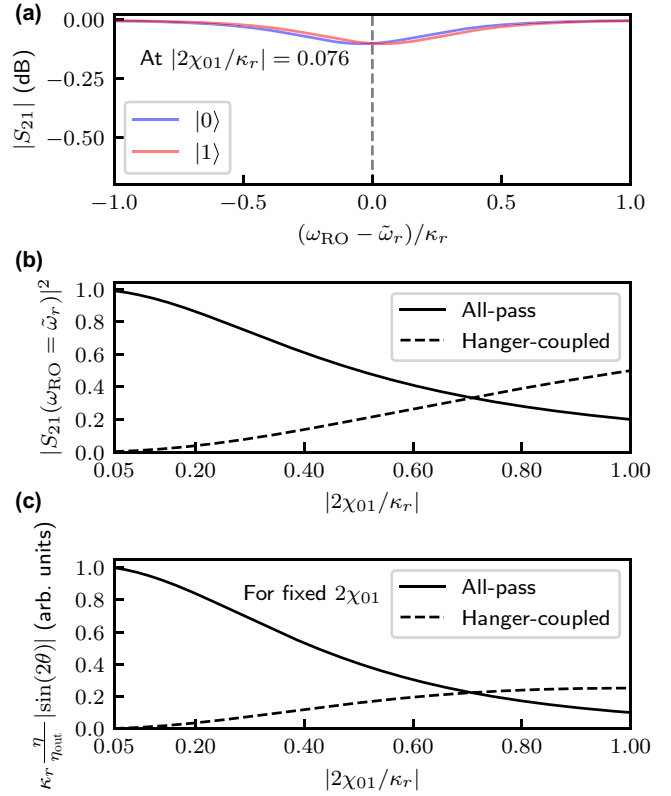 (a)
0.00
−0.25
−0.50
|S₂₁| (dB)
At |2χ₀₁/κᵣ| = 0.076
|0⟩
|1⟩
−1.0 −0.5 0.0 0.5 1.0
(ω_RO − ω̃ᵣ)/κᵣ
(b)
1.0
0.8
0.6
0.4
0.2
0.0
|S₂₁(ω_RO = ω̃ᵣ)|²
All-pass
Hanger-coupled
0.05 0.20 0.40 0.60 0.80 1.00
|2χ₀₁/κᵣ|
(c)
1.0
0.8
0.6
0.4
0.2
0.0
κᵣ η/η_out |sin(2θ)| (arb. units)
For fixed 2χ₀₁
All-pass
Hanger-coupled
0.05 0.20 0.40 0.60 0.80 1.00
|2χ₀₁/κᵣ|